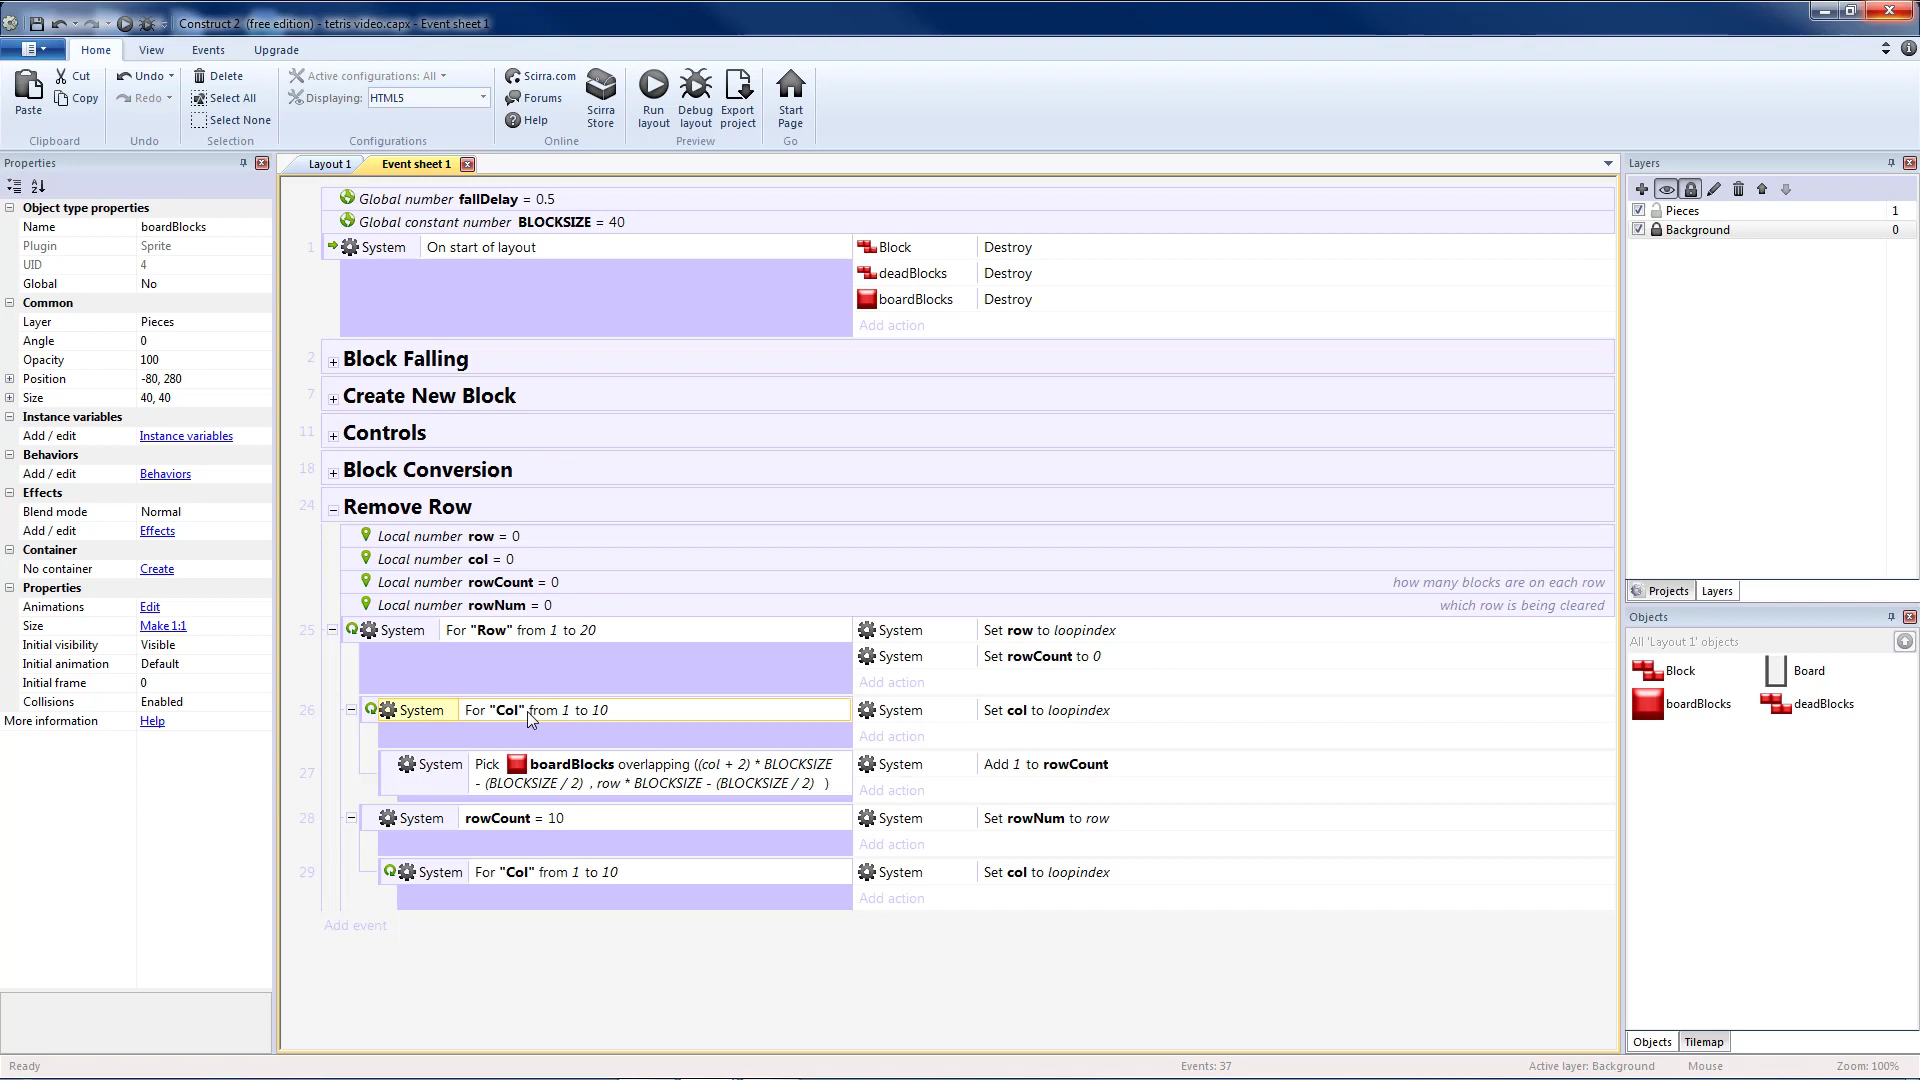 Construct 2 (free edition) - tetris video.capx - Event sheet 1
Home View Events Upgrade
Paste Cut Copy Clipboard
Undo Redo Undo
Delete Select All Select None Selection
Active configurations: All
Displaying: HTML5
Configurations
Scirra.com Forums Help Scirra Store Online
Run layout Debug layout Export project Preview
Start Page Go
Properties
Object type properties
Name boardBlocks
Plugin Sprite
UID 4
Global No
Common
Layer Pieces
Angle 0
Opacity 100
Position -80, 280
Size 40, 40
Instance variables
Add / edit Instance variables
Behaviors
Add / edit Behaviors
Effects
Blend mode Normal
Add / edit Effects
Container
No container Create
Properties
Animations Edit
Size Make 1:1
Initial visibility Visible
Initial animation Default
Initial frame 0
Collisions Enabled
More information Help
Layout 1 Event sheet 1
Global number fallDelay = 0.5
Global constant number BLOCKSIZE = 40
1 System On start of layout Block Destroy
deadBlocks Destroy
boardBlocks Destroy
Add action
2 Block Falling
7 Create New Block
11 Controls
18 Block Conversion
24 Remove Row
Local number row = 0
Local number col = 0
Local number rowCount = 0 how many blocks are on each row
Local number rowNum = 0 which row is being cleared
25 System For "Row" from 1 to 20 System Set row to loopindex
System Set rowCount to 0
Add action
26 System For "Col" from 1 to 10 System Set col to loopindex
Add action
27 System Pick boardBlocks overlapping ((col + 2) * BLOCKSIZE System Add 1 to rowCount
- (BLOCKSIZE / 2) , row * BLOCKSIZE - (BLOCKSIZE / 2) )
Add action
28 System rowCount = 10 System Set rowNum to row
Add action
29 System For "Col" from 1 to 10 System Set col to loopindex
Add action
Add event
Layers
Pieces 1
Background 0
Projects Layers
Objects
All 'Layout 1' objects
Block Board
boardBlocks deadBlocks
Objects Tilemap
Ready Events: 37 Active layer: Background Mouse Zoom: 100%